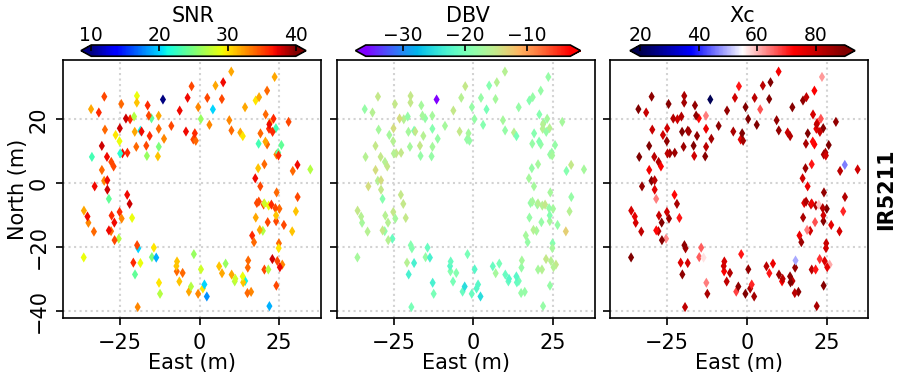 SNR DBV Xc
10 20 30 40 −30 −20 −10 20 40 60 80
20
0
−20
−40
North (m)
IR5211
−25 0 25 −25 0 25 −25 0 25
East (m) East (m) East (m)